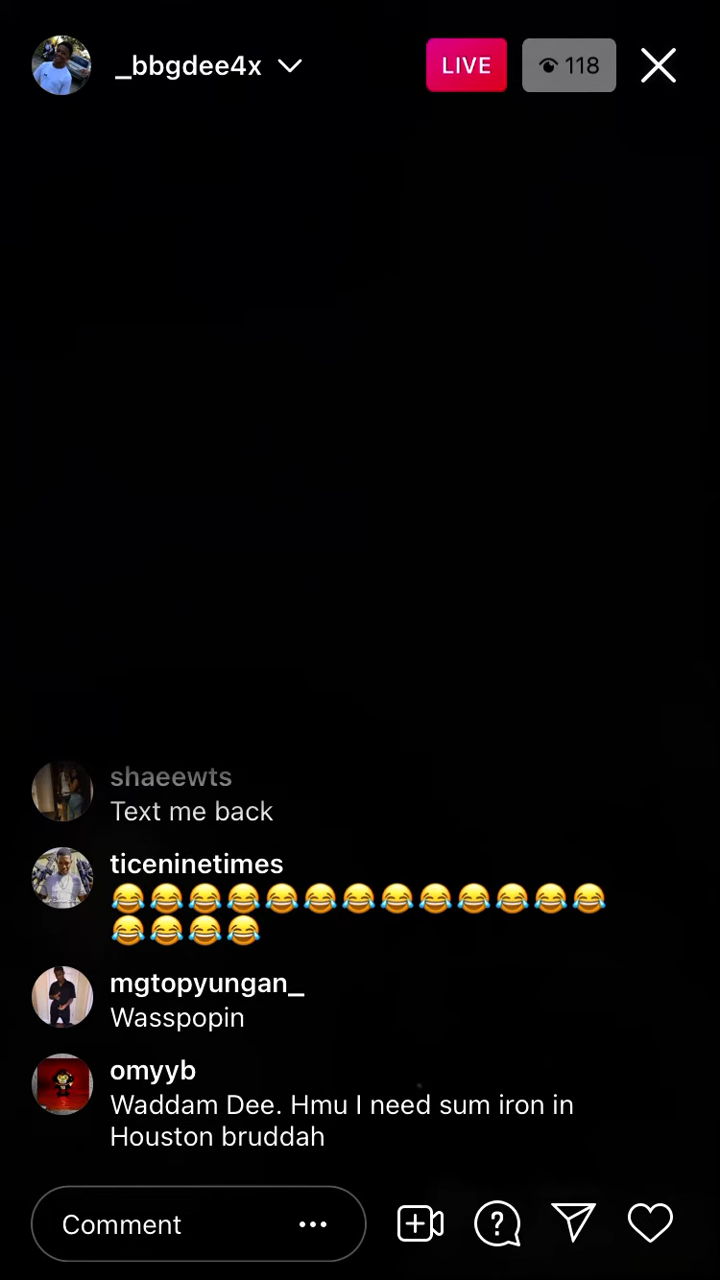 _bbgdee4x
LIVE
118
shaeewts
Text me back
ticeninetimes
😂😂😂😂😂😂😂😂😂😂😂😂😂
😂😂😂😂
mgtopyungan_
Wasspopin
omyyb
Waddam Dee. Hmu I need sum iron in
Houston bruddah
Comment